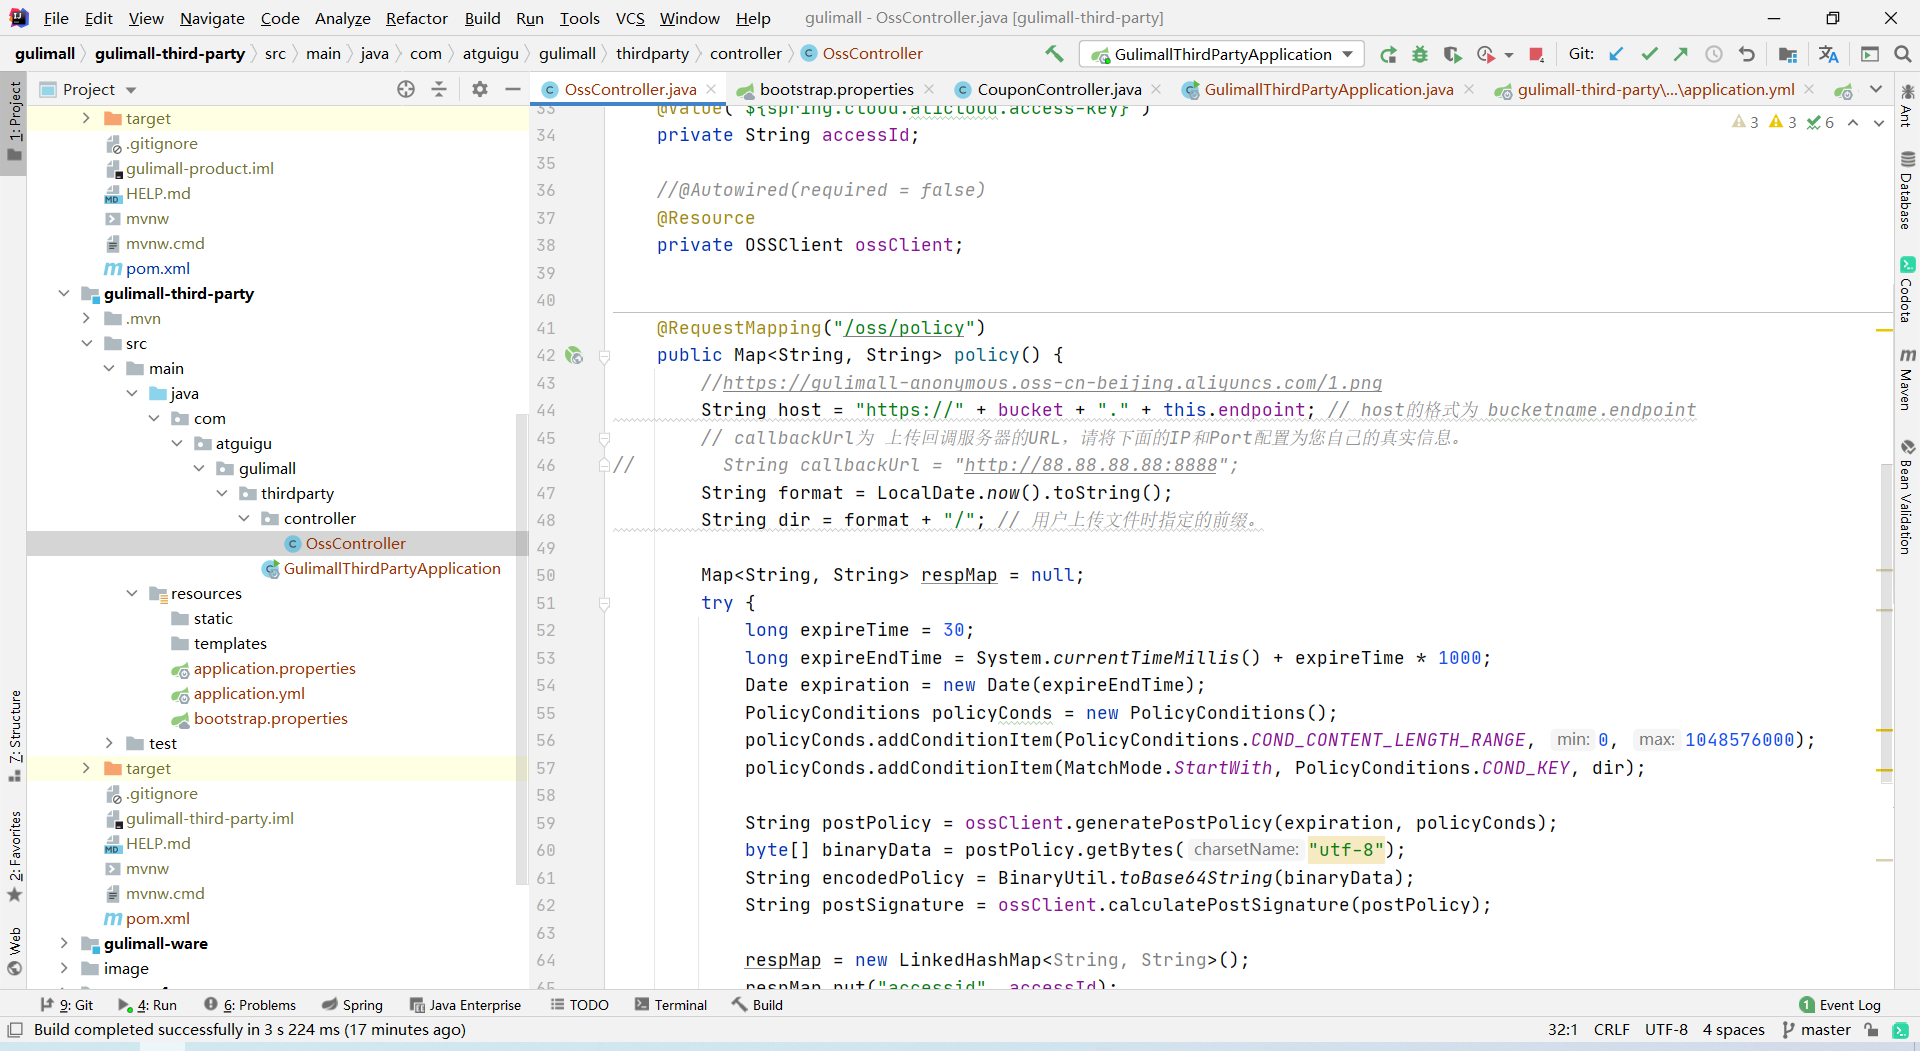 File Edit View Navigate Code Analyze Refactor Build Run Tools VCS Window Help gulimall - OssController.java [gulimall-third-party]
gulimall gulimall-third-party src main java com atguigu gulimall thirdparty controller OssController GulimallThirdPartyApplication Git:
Project
OssController.java bootstrap.properties CouponController.java GulimallThirdPartyApplication.java gulimall-third-party\...\application.yml
3 3 6
1: Project
7: Structure
2: Favorites
Web
target
.gitignore
gulimall-product.iml
HELP.md
mvnw
mvnw.cmd
pom.xml
gulimall-third-party
.mvn
src
main
java
com
atguigu
gulimall
thirdparty
controller
OssController
GulimallThirdPartyApplication
resources
static
templates
application.properties
application.yml
bootstrap.properties
test
target
.gitignore
gulimall-third-party.iml
HELP.md
mvnw
mvnw.cmd
pom.xml
gulimall-ware
image
33 @Value("${spring.cloud.alicloud.access-key}")
34 private String accessId;
35
36 //@Autowired(required = false)
37 @Resource
38 private OSSClient ossClient;
39
40
41 @RequestMapping("/oss/policy")
42 public Map<String, String> policy() {
43 //https://gulimall-anonymous.oss-cn-beijing.aliyuncs.com/1.png
44 String host = "https://" + bucket + "." + this.endpoint; // host的格式为 bucketname.endpoint
45 // callbackUrl为 上传回调服务器的URL，请将下面的IP和Port配置为您自己的真实信息。
46 // String callbackUrl = "http://88.88.88.88:8888";
47 String format = LocalDate.now().toString();
48 String dir = format + "/"; // 用户上传文件时指定的前缀。
49
50 Map<String, String> respMap = null;
51 try {
52 long expireTime = 30;
53 long expireEndTime = System.currentTimeMillis() + expireTime * 1000;
54 Date expiration = new Date(expireEndTime);
55 PolicyConditions policyConds = new PolicyConditions();
56 policyConds.addConditionItem(PolicyConditions.COND_CONTENT_LENGTH_RANGE, min: 0, max: 1048576000);
57 policyConds.addConditionItem(MatchMode.StartWith, PolicyConditions.COND_KEY, dir);
58
59 String postPolicy = ossClient.generatePostPolicy(expiration, policyConds);
60 byte[] binaryData = postPolicy.getBytes( charsetName: "utf-8");
61 String encodedPolicy = BinaryUtil.toBase64String(binaryData);
62 String postSignature = ossClient.calculatePostSignature(postPolicy);
63
64 respMap = new LinkedHashMap<String, String>();
65 respMap.put("accessid", accessId);
Ant
Database
Codota
Maven
Bean Validation
9: Git 4: Run 6: Problems Spring Java Enterprise TODO Terminal Build 1 Event Log
Build completed successfully in 3 s 224 ms (17 minutes ago) 32:1 CRLF UTF-8 4 spaces master